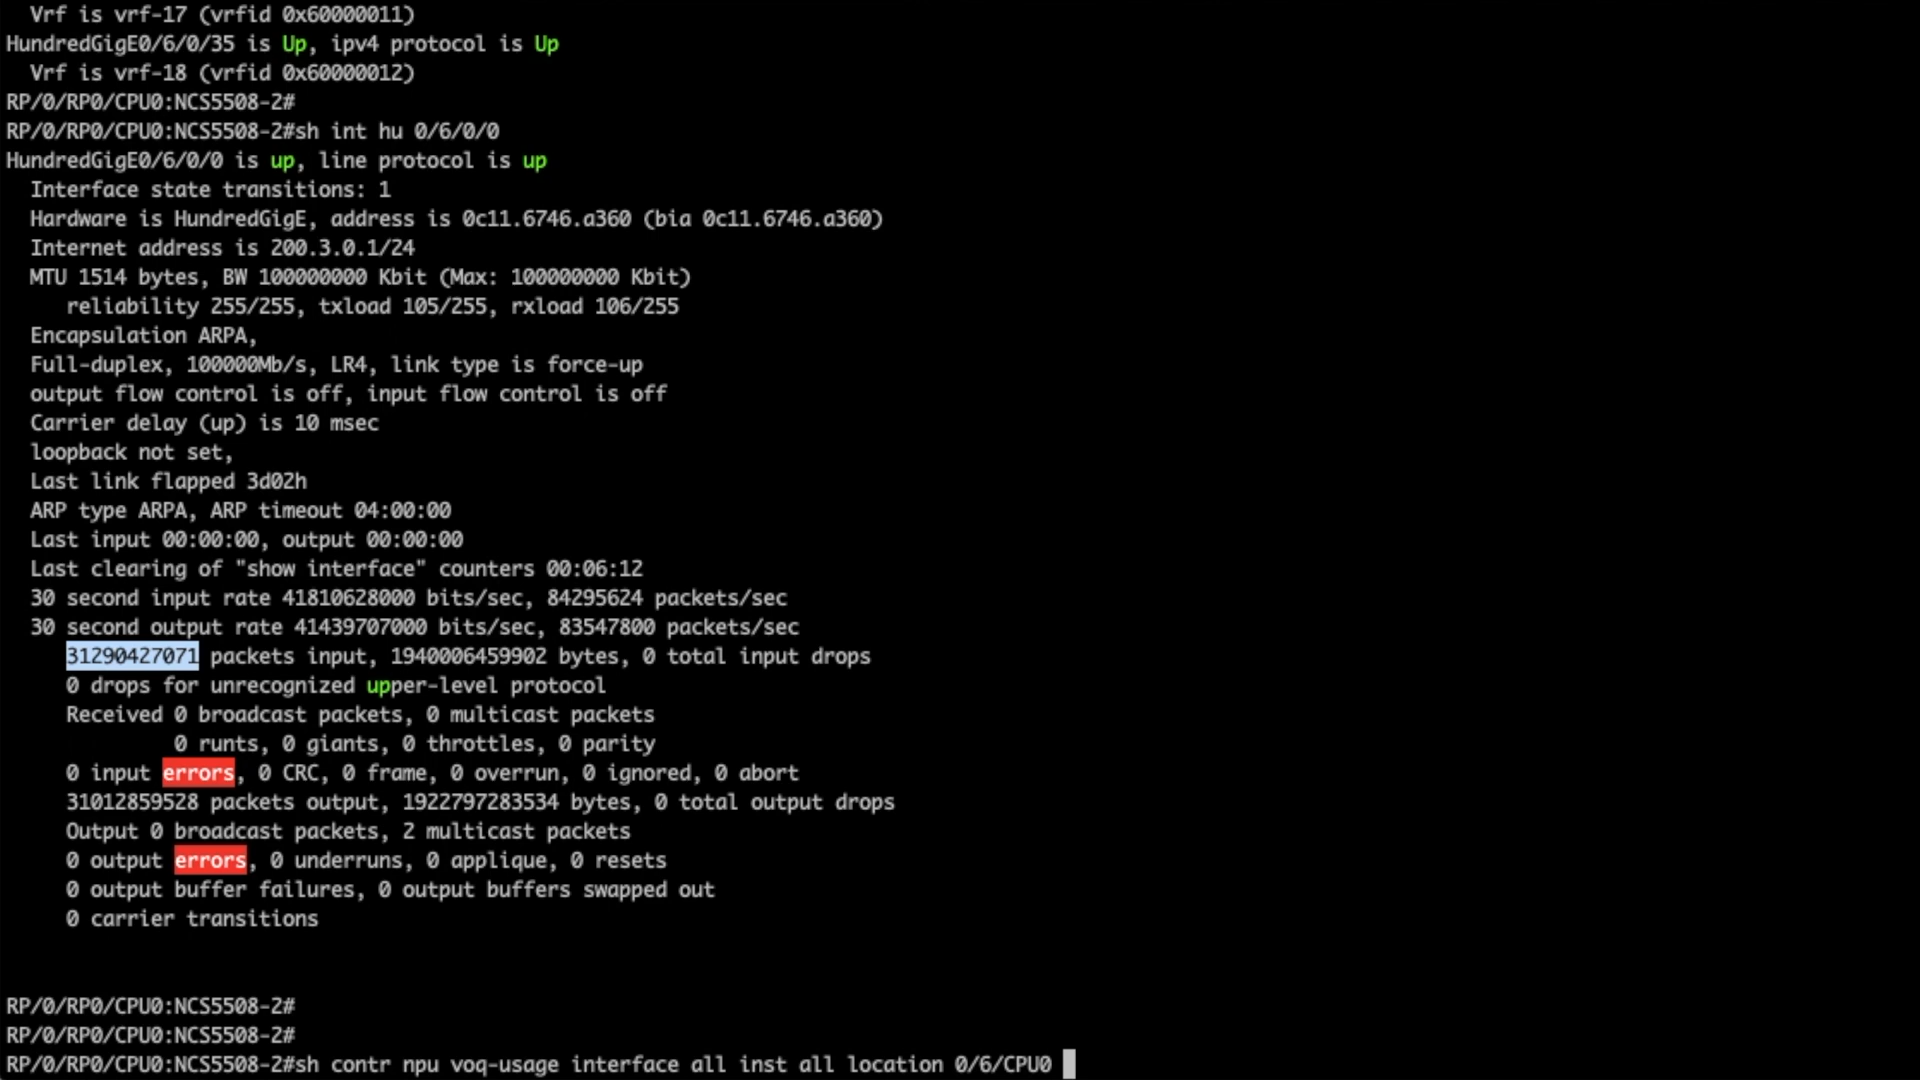 Vrf is vrf-17 (vrfid 0x60000011)
HundredGigE0/6/0/35 is Up, ipv4 protocol is Up
Vrf is vrf-18 (vrfid 0x60000012)
RP/0/RP0/CPU0:NCS5508-2#
RP/0/RP0/CPU0:NCS5508-2#sh int hu 0/6/0/0
HundredGigE0/6/0/0 is up, line protocol is up
Interface state transitions: 1
Hardware is HundredGigE, address is 0c11.6746.a360 (bia 0c11.6746.a360)
Internet address is 200.3.0.1/24
MTU 1514 bytes, BW 100000000 Kbit (Max: 100000000 Kbit)
reliability 255/255, txload 105/255, rxload 106/255
Encapsulation ARPA,
Full-duplex, 100000Mb/s, LR4, link type is force-up
output flow control is off, input flow control is off
Carrier delay (up) is 10 msec
loopback not set,
Last link flapped 3d02h
ARP type ARPA, ARP timeout 04:00:00
Last input 00:00:00, output 00:00:00
Last clearing of "show interface" counters 00:06:12
30 second input rate 41810628000 bits/sec, 84295624 packets/sec
30 second output rate 41439707000 bits/sec, 83547800 packets/sec
31290427071 packets input, 1940006459902 bytes, 0 total input drops
0 drops for unrecognized upper-level protocol
Received 0 broadcast packets, 0 multicast packets
0 runts, 0 giants, 0 throttles, 0 parity
0 input errors, 0 CRC, 0 frame, 0 overrun, 0 ignored, 0 abort
31012859528 packets output, 1922797283534 bytes, 0 total output drops
Output 0 broadcast packets, 2 multicast packets
0 output errors, 0 underruns, 0 applique, 0 resets
0 output buffer failures, 0 output buffers swapped out
0 carrier transitions
RP/0/RP0/CPU0:NCS5508-2#
RP/0/RP0/CPU0:NCS5508-2#
RP/0/RP0/CPU0:NCS5508-2#sh contr npu voq-usage interface all inst all location 0/6/CPU0